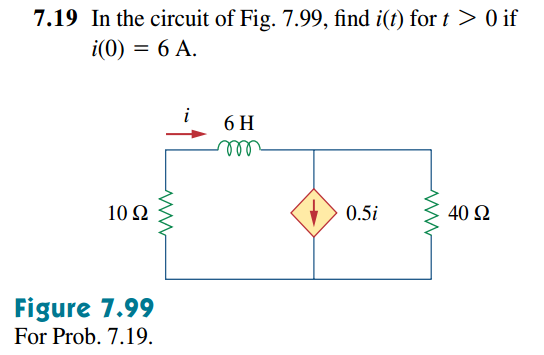 7.19 In the circuit of Fig. 7.99, find i(t) for t > 0 if
i(0) = 6 A.
i
6 H
10 Ω
0.5i
40 Ω
Figure 7.99
For Prob. 7.19.